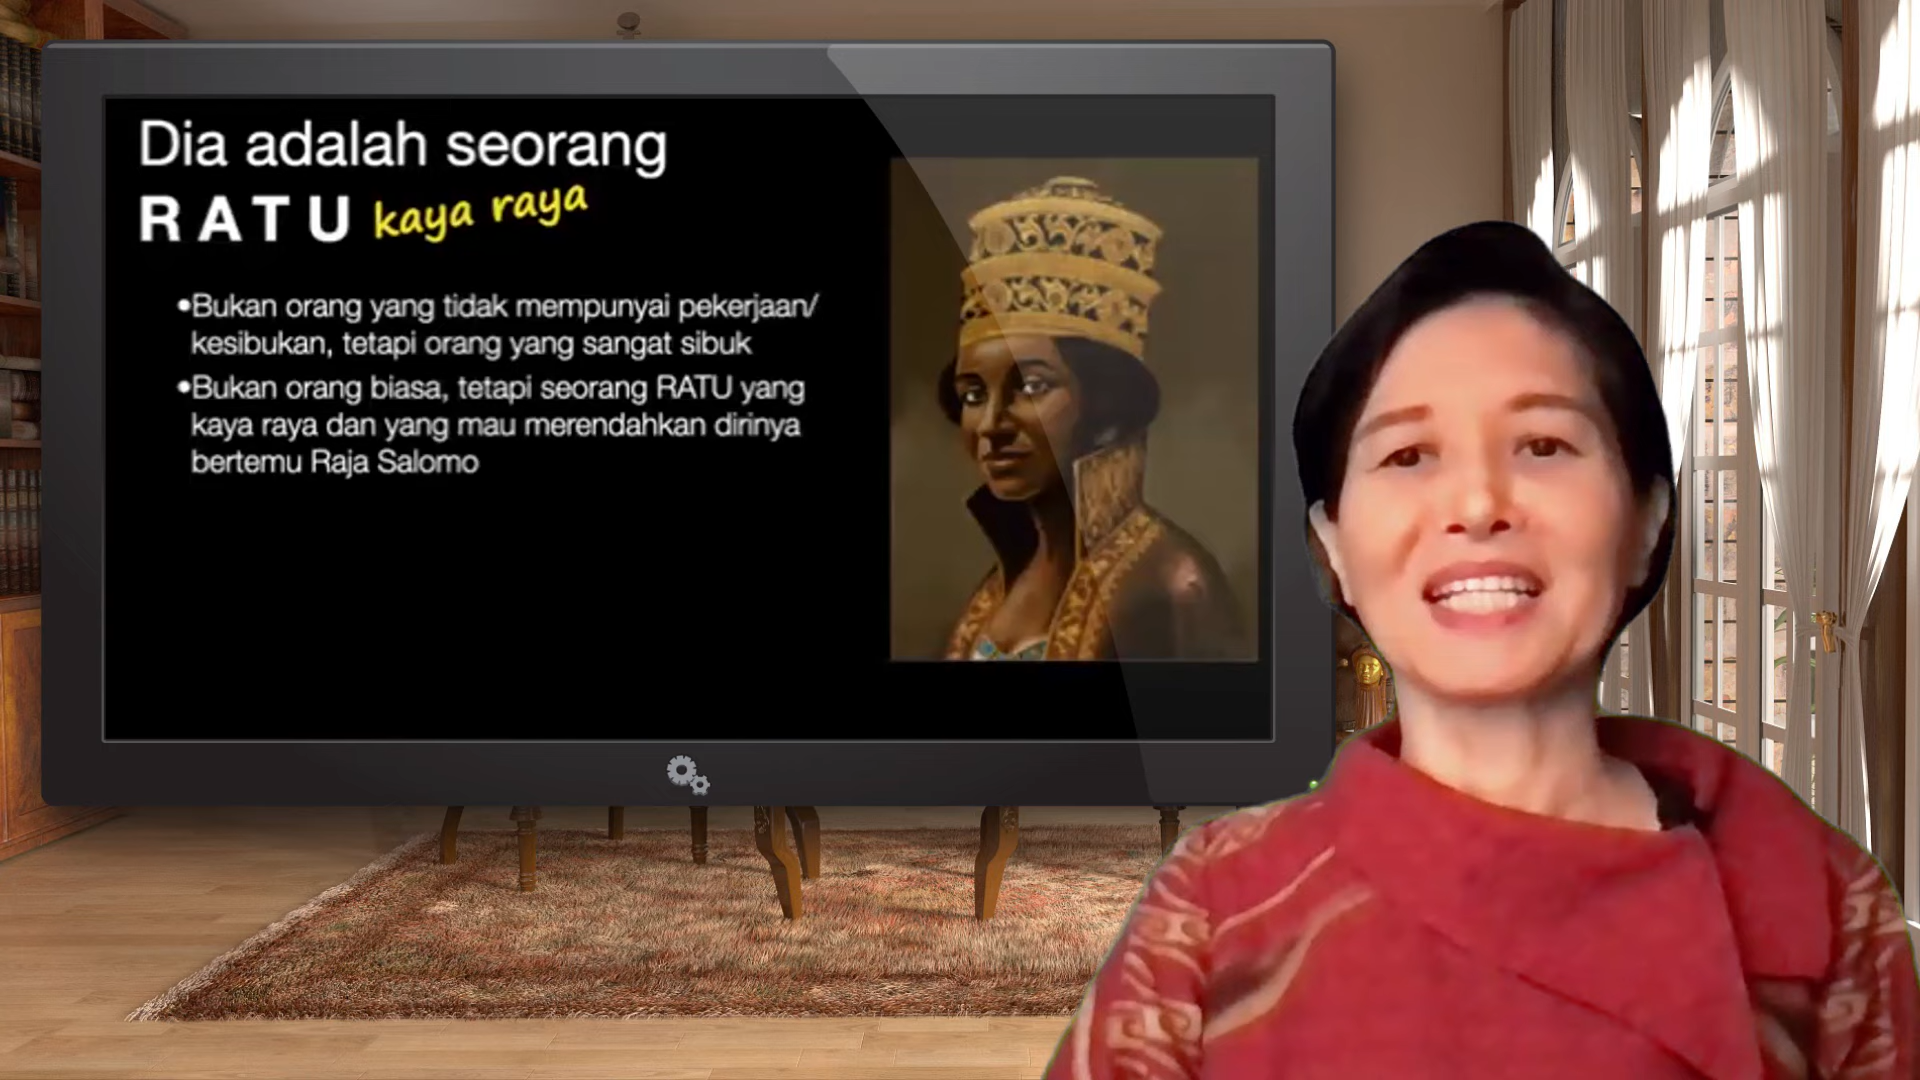 Dia adalah seorang
RATU kaya raya
•Bukan orang yang tidak mempunyai pekerjaan/
kesibukan, tetapi orang yang sangat sibuk
•Bukan orang biasa, tetapi seorang RATU yang
kaya raya dan yang mau merendahkan dirinya
bertemu Raja Salomo